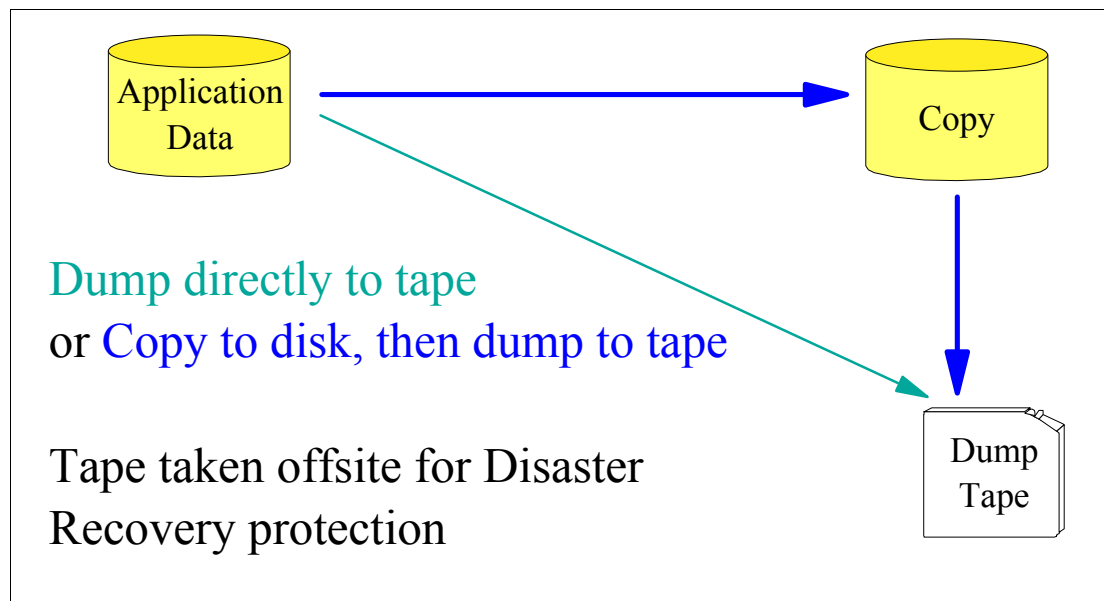 Application
Data
Copy
Dump directly to tape
or Copy to disk, then dump to tape
Tape taken offsite for Disaster
Recovery protection
Dump
Tape